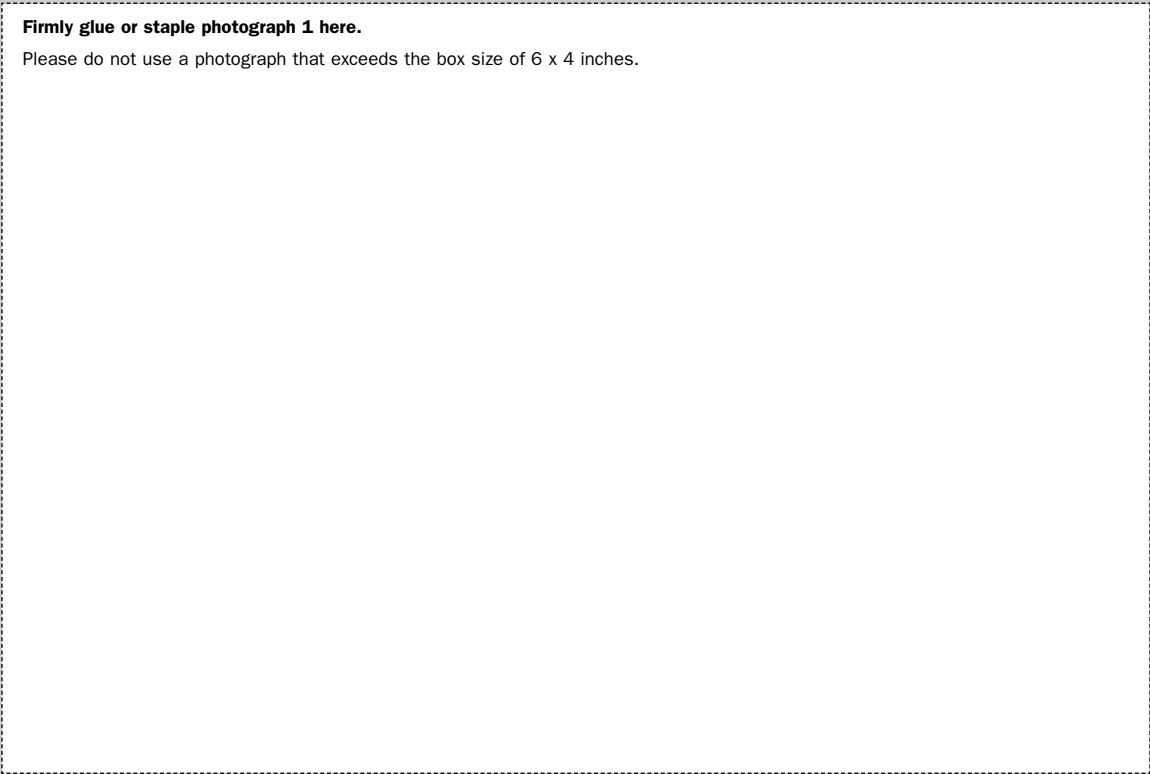 Firmly glue or staple photograph 1 here.
Please do not use a photograph that exceeds the box size of 6 x 4 inches.